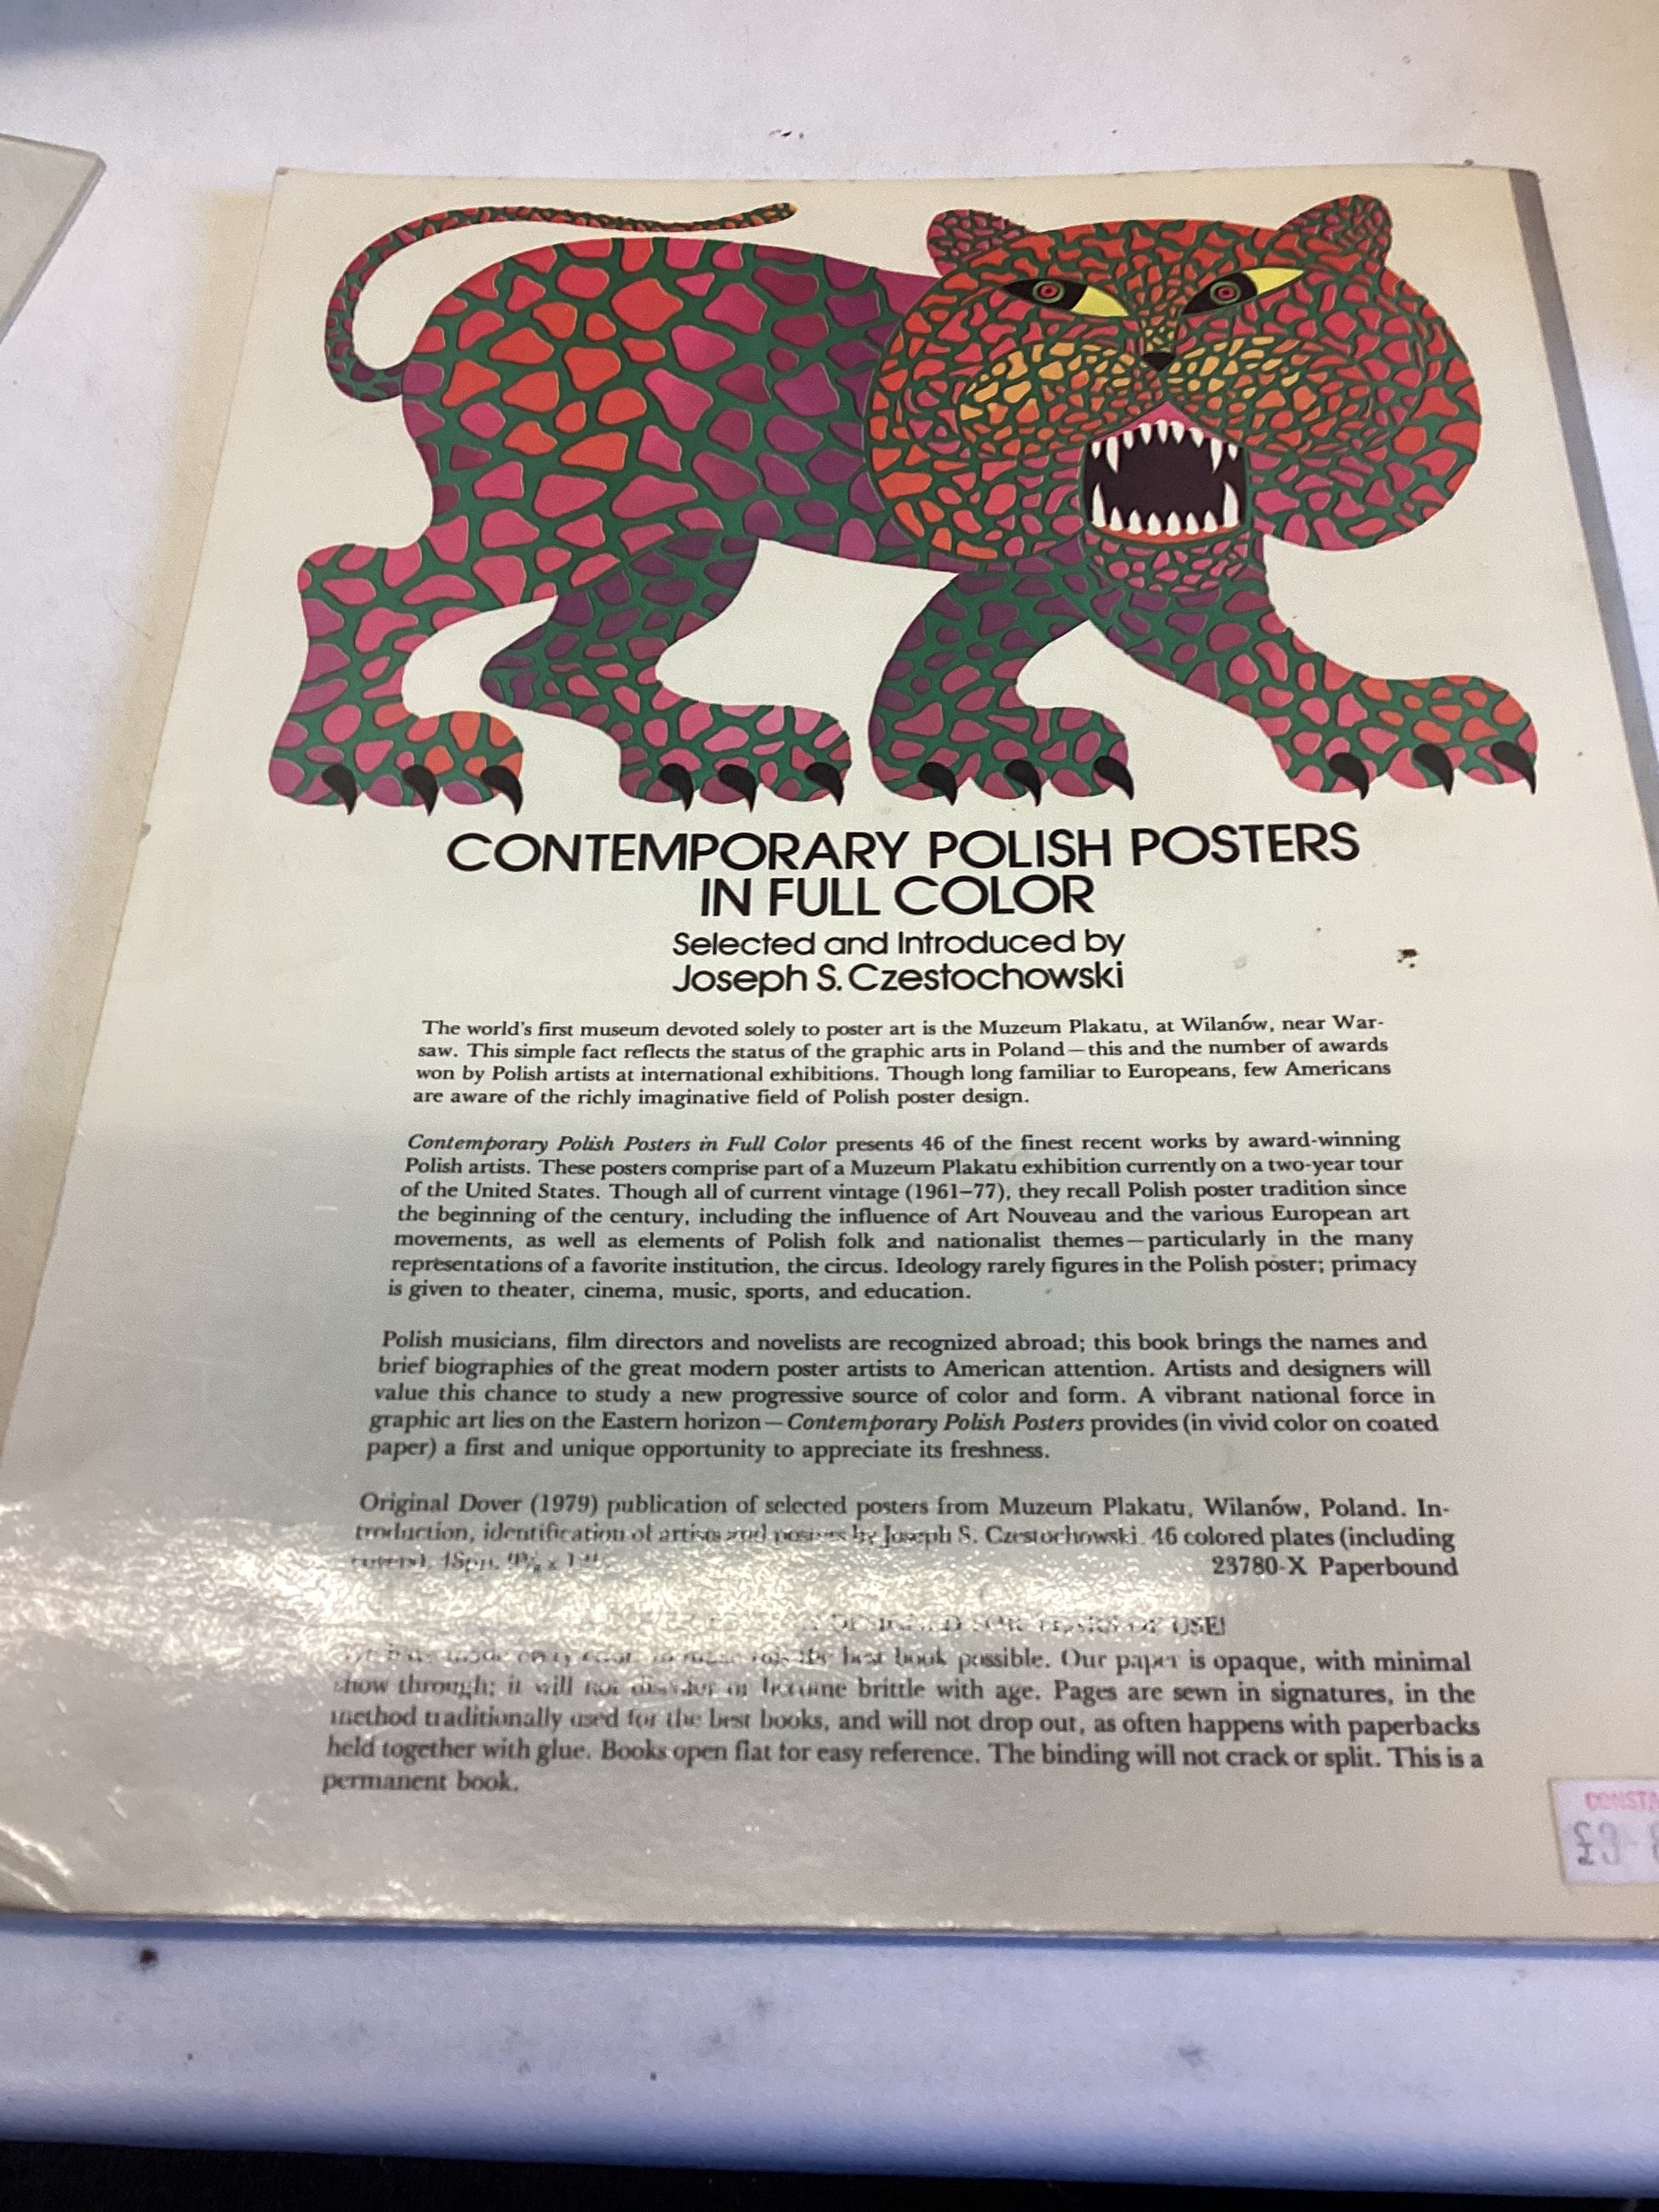 CONTEMPORARY POLISH POSTERS
IN FULL COLOR
Selected and Introduced by
Joseph S. Czestochowski
The world's first museum devoted solely to poster art is the Muzeum Plakatu, at Wilanów, near War-
saw. This simple fact reflects the status of the graphic arts in Poland—this and the number of awards
won by Polish artists at international exhibitions. Though long familiar to Europeans, few Americans
are aware of the richly imaginative field of Polish poster design.
Contemporary Polish Posters in Full Color presents 46 of the finest recent works by award-winning
Polish artists. These posters comprise part of a Muzeum Plakatu exhibition currently on a two-year tour
of the United States. Though all of current vintage (1961–77), they recall Polish poster tradition since
the beginning of the century, including the influence of Art Nouveau and the various European art
movements, as well as elements of Polish folk and nationalist themes—particularly in the many
representations of a favorite institution, the circus. Ideology rarely figures in the Polish poster; primacy
is given to theater, cinema, music, sports, and education.
Polish musicians, film directors and novelists are recognized abroad; this book brings the names and
brief biographies of the great modern poster artists to American attention. Artists and designers will
value this chance to study a new progressive source of color and form. A vibrant national force in
graphic art lies on the Eastern horizon—Contemporary Polish Posters provides (in vivid color on coated
paper) a first and unique opportunity to appreciate its freshness.
Original Dover (1979) publication of selected posters from Muzeum Plakatu, Wilanów, Poland. In-
troduction, identification of artists and posters by Joseph S. Czestochowski. 46 colored plates (including
covers). 48pp. 23780-X Paperbound
OF USE!
the best book possible. Our paper is opaque, with minimal
show through; it will not discolor or become brittle with age. Pages are sewn in signatures, in the
method traditionally used for the best books, and will not drop out, as often happens with paperbacks
held together with glue. Books open flat for easy reference. The binding will not crack or split. This is a
permanent book.
CONSTA
£3